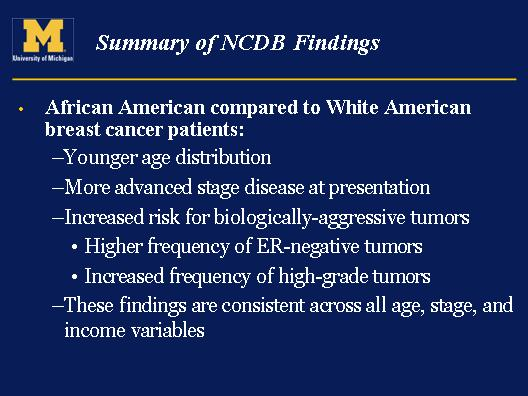 M
University of Michigan
Summary of NCDB Findings
• African American compared to White American
breast cancer patients:
–Younger age distribution
–More advanced stage disease at presentation
–Increased risk for biologically-aggressive tumors
• Higher frequency of ER-negative tumors
• Increased frequency of high-grade tumors
–These findings are consistent across all age, stage, and
income variables